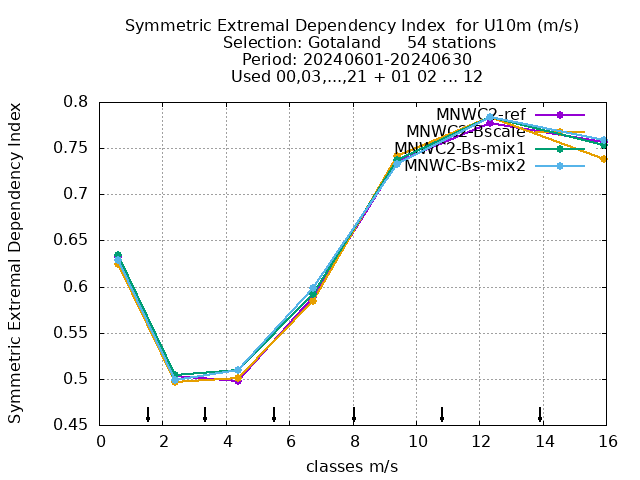 Symmetric Extremal Dependency Index  for U10m (m/s)
Selection: Gotaland     54 stations
Period: 20240601-20240630
Used 00,03,...,21 + 01 02 ... 12
Symmetric Extremal Dependency Index
0.8
0.75
0.7
0.65
0.6
0.55
0.5
0.45
MNWC2-ref
MNWC2-Bscale
MNWC2-Bs-mix1
MNWC-Bs-mix2
0 2 4 6 8 10 12 14 16
classes m/s